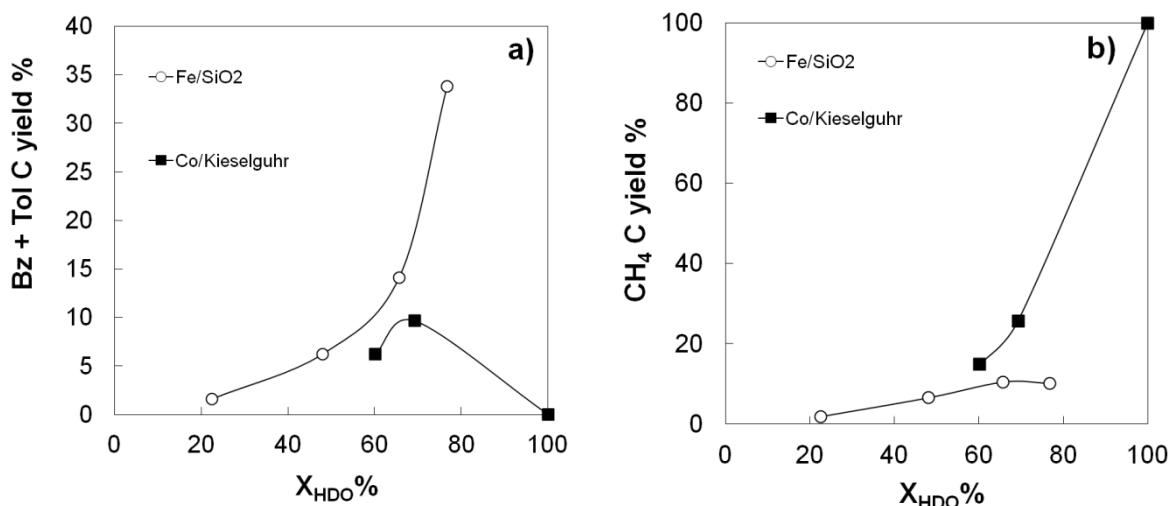 a)
40
35
30
25
20
15
10
5
0
Bz + Tol C yield %
Fe/SiO2
Co/Kieselguhr
0 20 40 60 80 100
X_HDO%
b)
100
80
60
40
20
0
CH₄ C yield %
Fe/SiO2
Co/Kieselguhr
0 20 40 60 80 100
X_HDO%